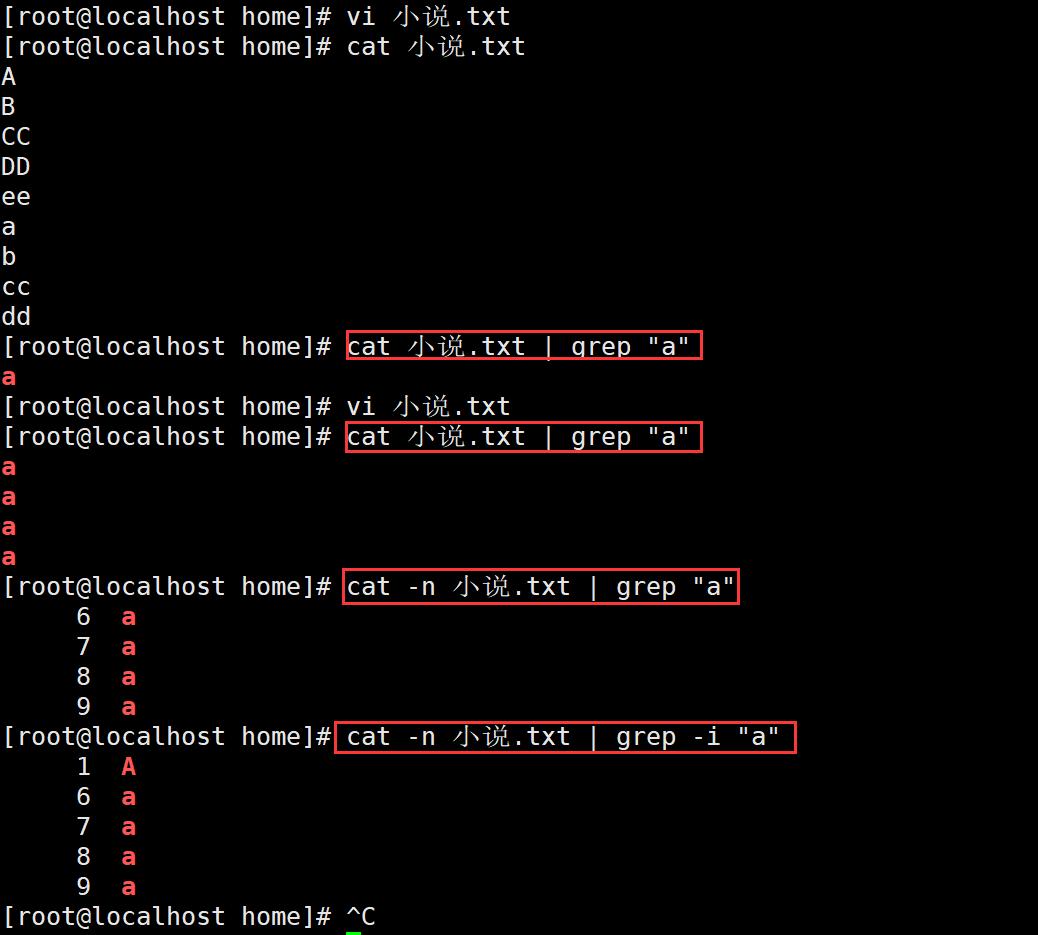 [root@localhost home]# vi 小说.txt
[root@localhost home]# cat 小说.txt
A
B
CC
DD
ee
a
b
cc
dd
[root@localhost home]# cat 小说.txt | grep "a"
a
[root@localhost home]# vi 小说.txt
[root@localhost home]# cat 小说.txt | grep "a"
a
a
a
a
[root@localhost home]# cat -n 小说.txt | grep "a"
     6  a
     7  a
     8  a
     9  a
[root@localhost home]# cat -n 小说.txt | grep -i "a"
     1  A
     6  a
     7  a
     8  a
     9  a
[root@localhost home]# ^C